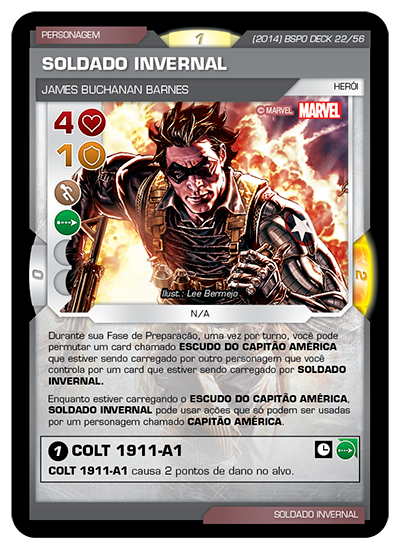 PERSONAGEM
1
(2014) BSPO DECK 22/56
SOLDADO INVERNAL
JAMES BUCHANAN BARNES
HERÓI
4
© MARVEL MARVEL
1
0
2
Ilust.: Lee Bermejo
N/A
Durante sua Fase de Preparação, uma vez por turno, você pode
permutar um card chamado ESCUDO DO CAPITÃO AMÉRICA
que estiver sendo carregado por outro personagem que você
controla por um card que estiver sendo carregado por SOLDADO
INVERNAL.
Enquanto estiver carregando o ESCUDO DO CAPITÃO AMÉRICA,
SOLDADO INVERNAL pode usar ações que só podem ser usadas
por um personagem chamado CAPITÃO AMÉRICA.
1 COLT 1911-A1
COLT 1911-A1 causa 2 pontos de dano no alvo.
SOLDADO INVERNAL